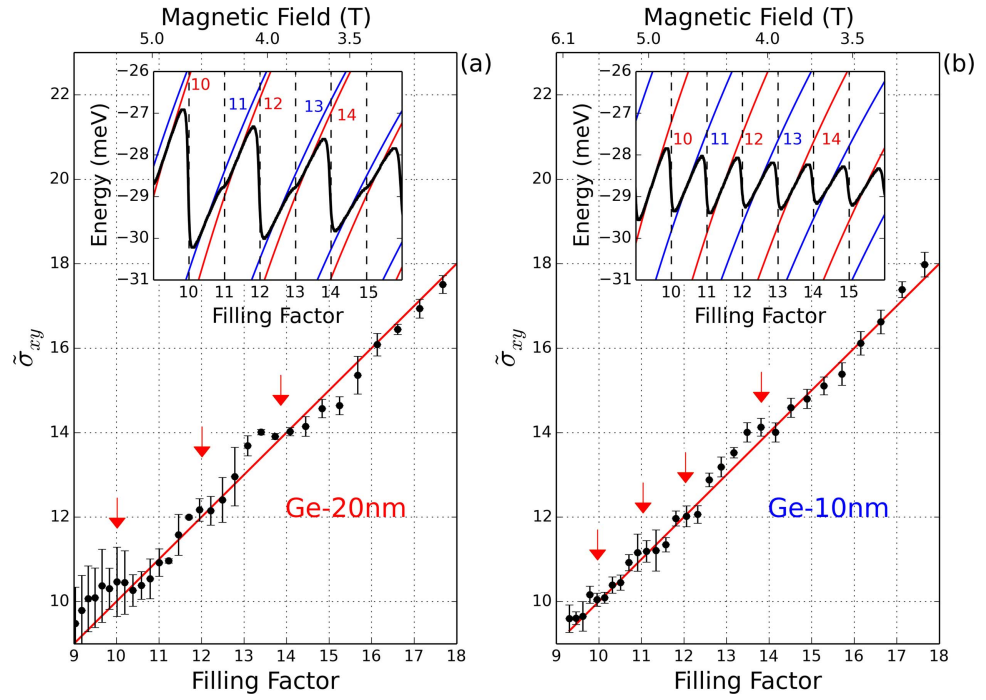 Magnetic Field (T)
5.0 4.0 3.5
(a)
22
20
18
16
14
12
10
σ̃xy
−26
−27
−28
−29
−30
−31
Energy (meV)
10 11 12 13 14
10 11 12 13 14 15
Filling Factor
Ge-20nm
9 10 11 12 13 14 15 16 17 18
Filling Factor
Magnetic Field (T)
6.1 5.0 4.0 3.5
(b)
22
20
18
16
14
12
10
σ̃xy
−26
−27
−28
−29
−30
−31
Energy (meV)
10 11 12 13 14
10 11 12 13 14 15
Filling Factor
Ge-10nm
9 10 11 12 13 14 15 16 17 18
Filling Factor